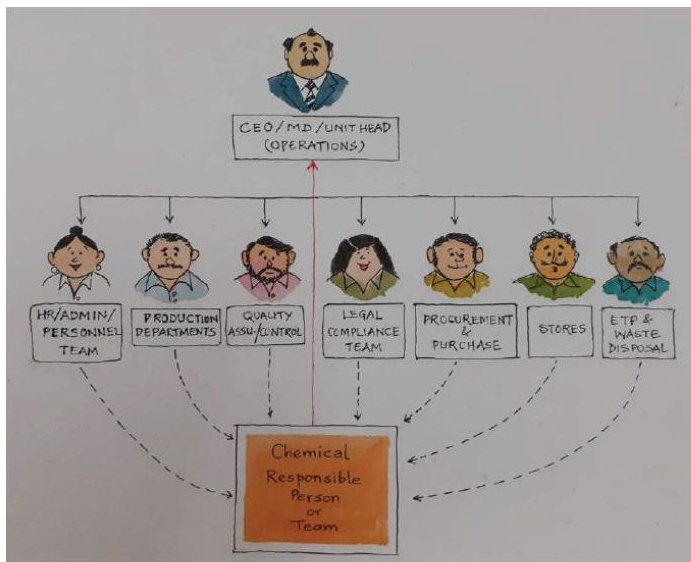 CEO/MD/UNIT HEAD
(OPERATIONS)
HR/ADMIN/
PERSONNEL
TEAM
PRODUCTION
DEPARTMENTS
QUALITY
ASSU./CONTROL
LEGAL
COMPLIANCE
TEAM
PROCUREMENT
&
PURCHASE
STORES
ETP &
WASTE
DISPOSAL
Chemical
Responsible
Person
or
Team